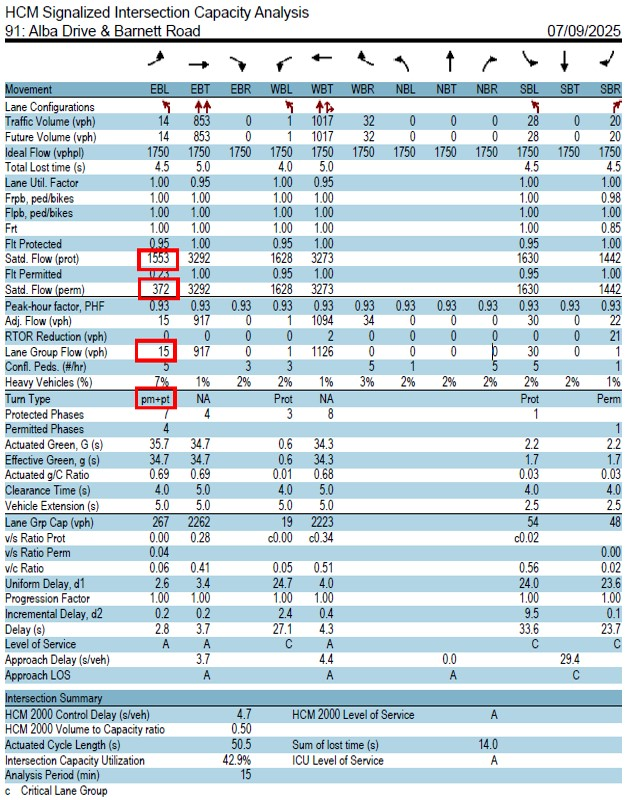 HCM Signalized Intersection Capacity Analysis
91: Alba Drive & Barnett Road 07/09/2025
Movement EBL EBT EBR WBL WBT WBR NBL NBT NBR SBL SBT SBR
Lane Configurations
Traffic Volume (vph) 14 853 0 1 1017 32 0 0 0 28 0 20
Future Volume (vph) 14 853 0 1 1017 32 0 0 0 28 0 20
Ideal Flow (vphpl) 1750 1750 1750 1750 1750 1750 1750 1750 1750 1750 1750 1750
Total Lost time (s) 4.5 5.0 4.0 5.0 4.5 4.5
Lane Util. Factor 1.00 0.95 1.00 0.95 1.00 1.00
Frpb, ped/bikes 1.00 1.00 1.00 1.00 1.00 0.98
Flpb, ped/bikes 1.00 1.00 1.00 1.00 1.00 1.00
Frt 1.00 1.00 1.00 1.00 1.00 0.85
Flt Protected 0.95 1.00 0.95 1.00 0.95 1.00
Satd. Flow (prot) 1553 3292 1628 3273 1630 1442
Flt Permitted 0.23 1.00 0.95 1.00 0.95 1.00
Satd. Flow (perm) 372 3292 1628 3273 1630 1442
Peak-hour factor, PHF 0.93 0.93 0.93 0.93 0.93 0.93 0.93 0.93 0.93 0.93 0.93 0.93
Adj. Flow (vph) 15 917 0 1 1094 34 0 0 0 30 0 22
RTOR Reduction (vph) 0 0 0 0 2 0 0 0 0 0 0 21
Lane Group Flow (vph) 15 917 0 1 1126 0 0 0 0 30 0 1
Confl. Peds. (#/hr) 5 3 3 5 1 5 5 1
Heavy Vehicles (%) 7% 1% 2% 2% 1% 3% 2% 2% 2% 2% 2% 1%
Turn Type pm+pt NA Prot NA Prot Perm
Protected Phases 7 4 3 8 1
Permitted Phases 4 1
Actuated Green, G (s) 35.7 34.7 0.6 34.3 2.2 2.2
Effective Green, g (s) 34.7 34.7 0.6 34.3 1.7 1.7
Actuated g/C Ratio 0.69 0.69 0.01 0.68 0.03 0.03
Clearance Time (s) 4.0 5.0 4.0 5.0 4.0 4.0
Vehicle Extension (s) 5.0 5.0 5.0 5.0 2.5 2.5
Lane Grp Cap (vph) 267 2262 19 2223 54 48
v/s Ratio Prot 0.00 0.28 c0.00 c0.34 c0.02
v/s Ratio Perm 0.04 0.00
v/c Ratio 0.06 0.41 0.05 0.51 0.56 0.02
Uniform Delay, d1 2.6 3.4 24.7 4.0 24.0 23.6
Progression Factor 1.00 1.00 1.00 1.00 1.00 1.00
Incremental Delay, d2 0.2 0.2 2.4 0.4 9.5 0.1
Delay (s) 2.8 3.7 27.1 4.3 33.6 23.7
Level of Service A A C A C C
Approach Delay (s/veh) 3.7 4.4 0.0 29.4
Approach LOS A A A C
Intersection Summary
HCM 2000 Control Delay (s/veh) 4.7 HCM 2000 Level of Service A
HCM 2000 Volume to Capacity ratio 0.50
Actuated Cycle Length (s) 50.5 Sum of lost time (s) 14.0
Intersection Capacity Utilization 42.9% ICU Level of Service A
Analysis Period (min) 15
c Critical Lane Group